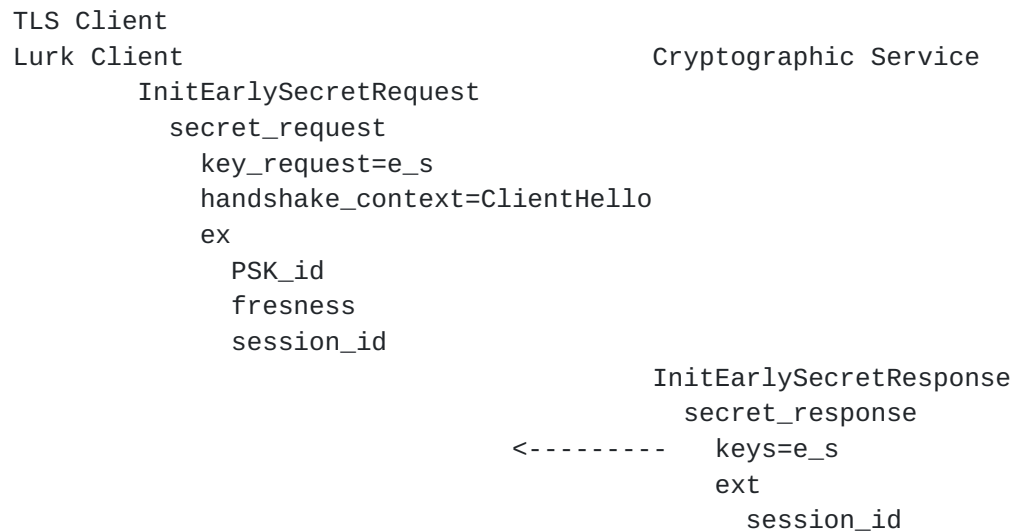 TLS Client
Lurk Client Cryptographic Service
InitEarlySecretRequest
secret_request
key_request=e_s
handshake_context=ClientHello
ex
PSK_id
fresness
session_id
InitEarlySecretResponse
secret_response
<--------- keys=e_s
ext
session_id